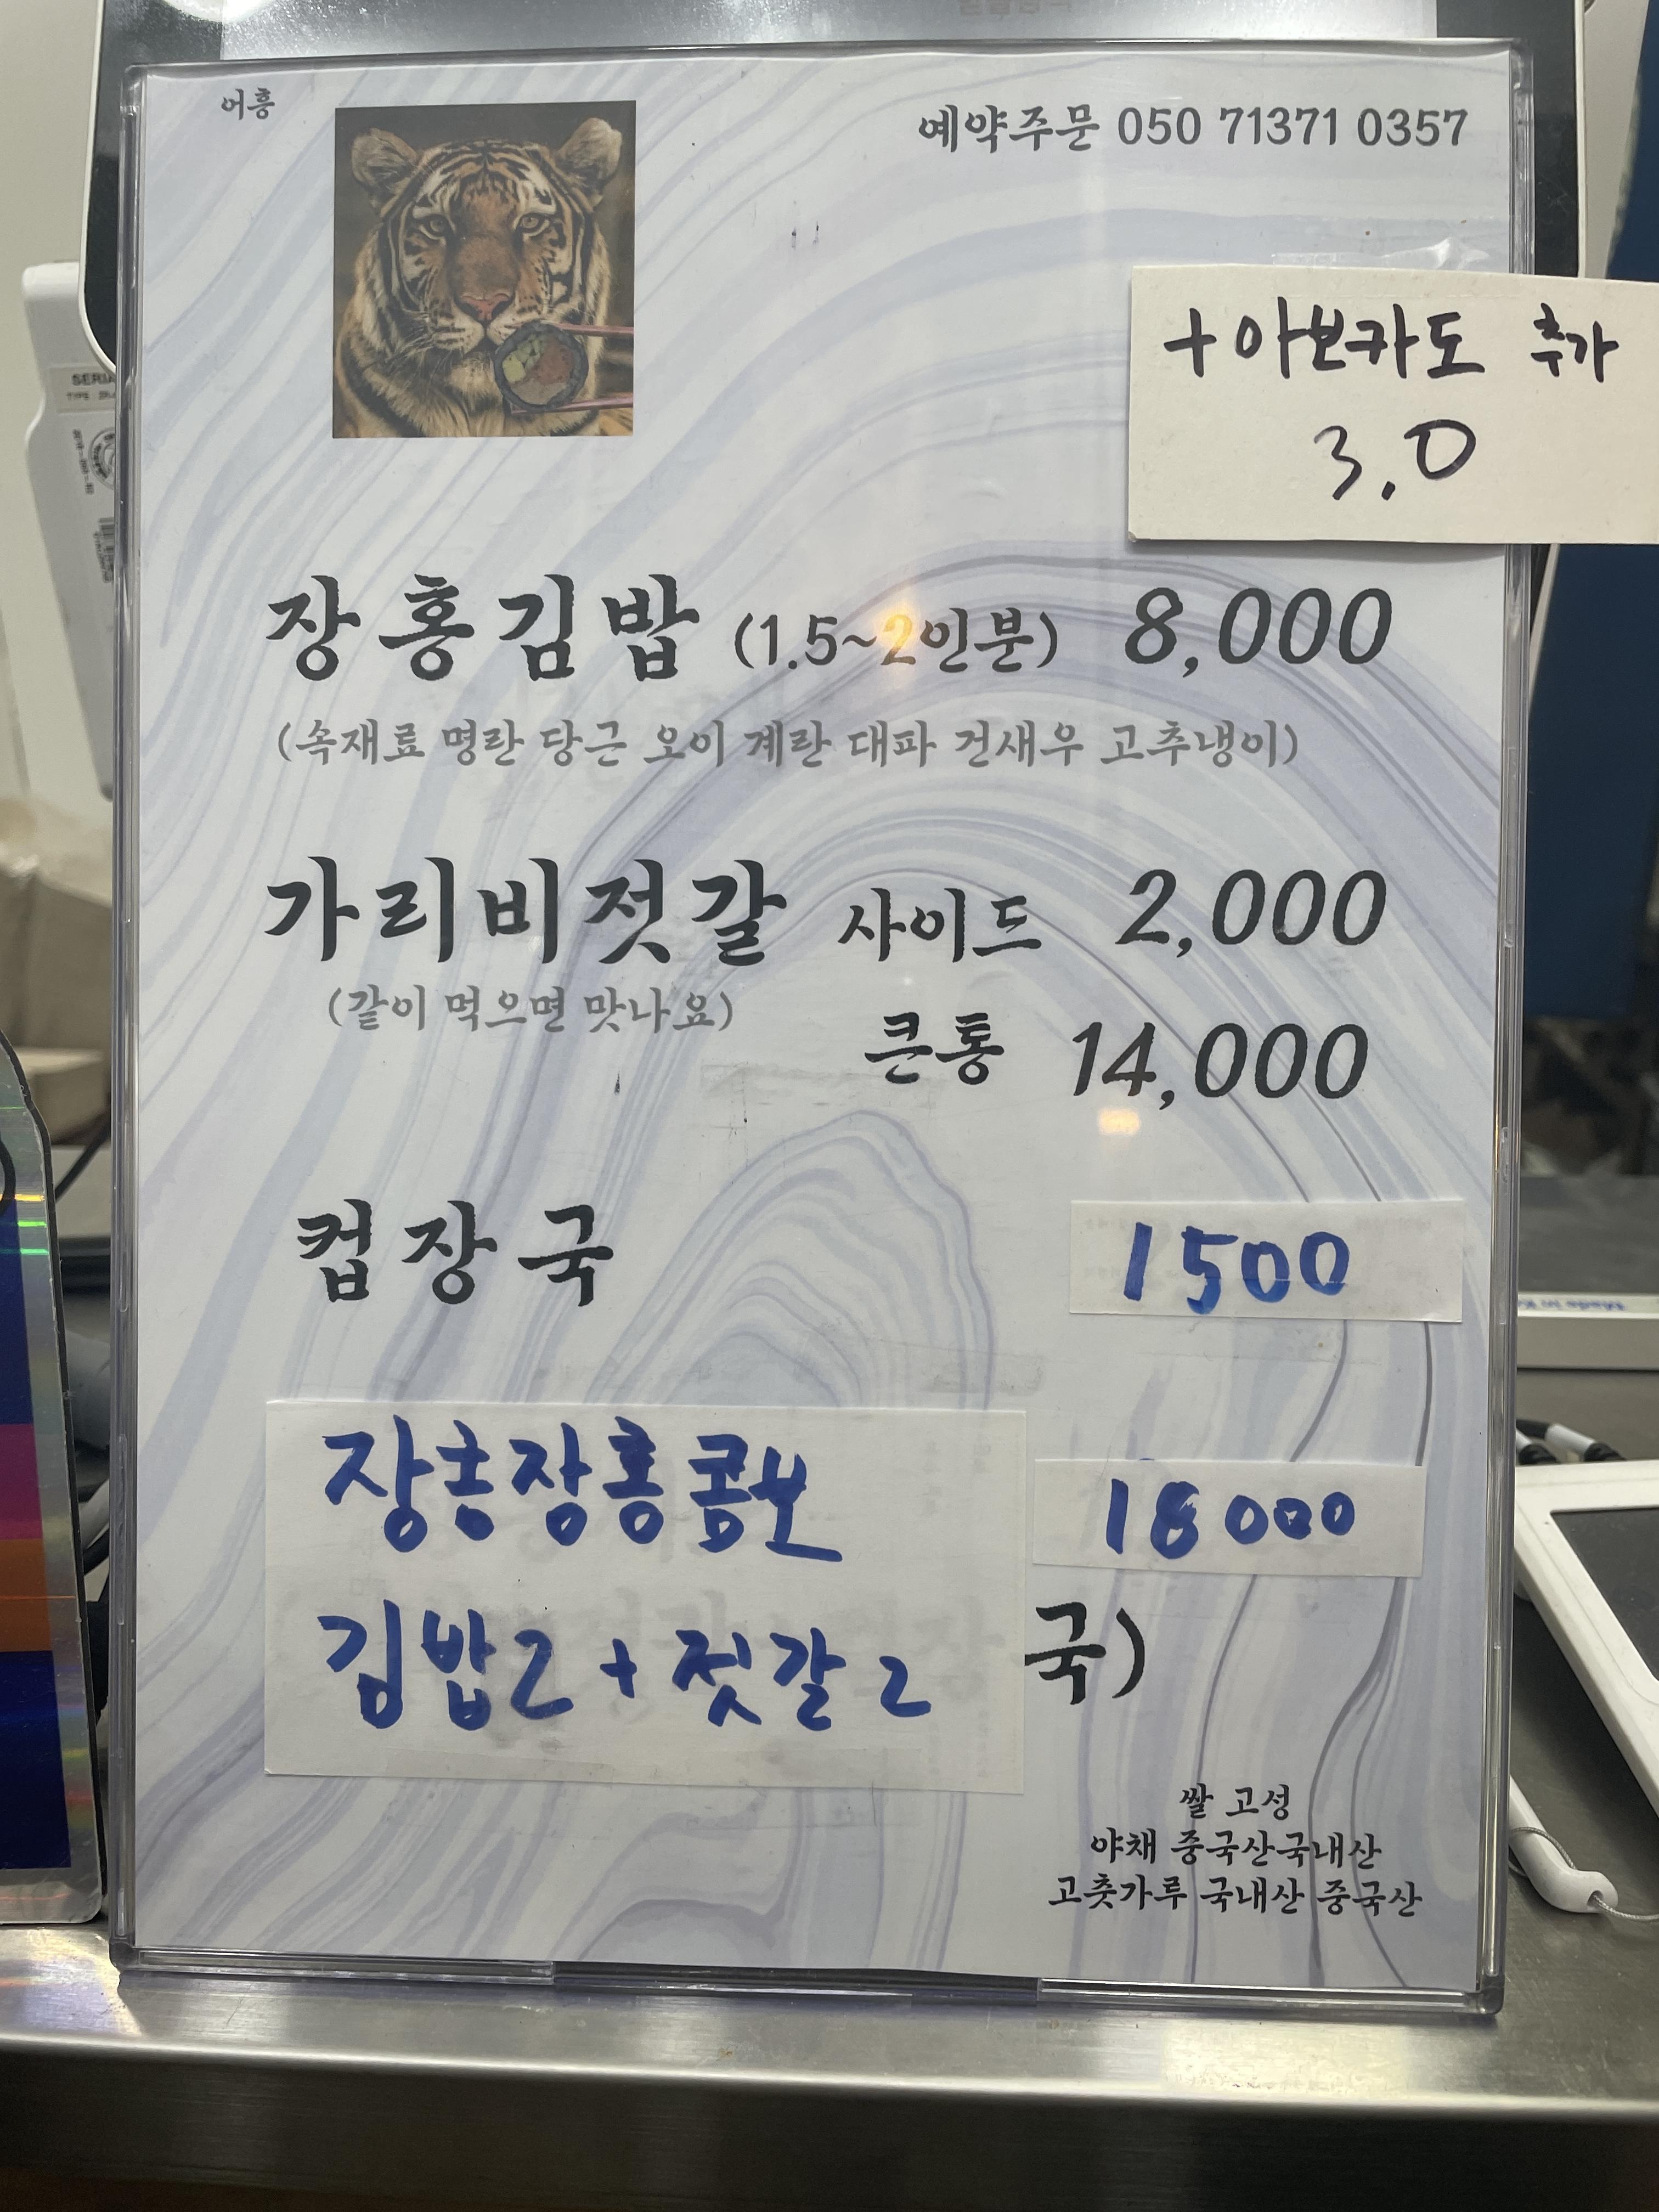 어흥
예약주문 050 71371 0357
+아보카도 추가
3.0
장홍김밥 (1.5~2인분) 8,000
(속재료 명란 당근 오이 계란 대파 건새우 고추냉이)
가리비젓갈 사이드 2,000
(같이 먹으면 맛나요)
큰통 14,000
컵장국 1500
장흥장홍콤보 18000
김밥2+젓갈2 국)
쌀 고성
야채 중국산국내산
고춧가루 국내산 중국산